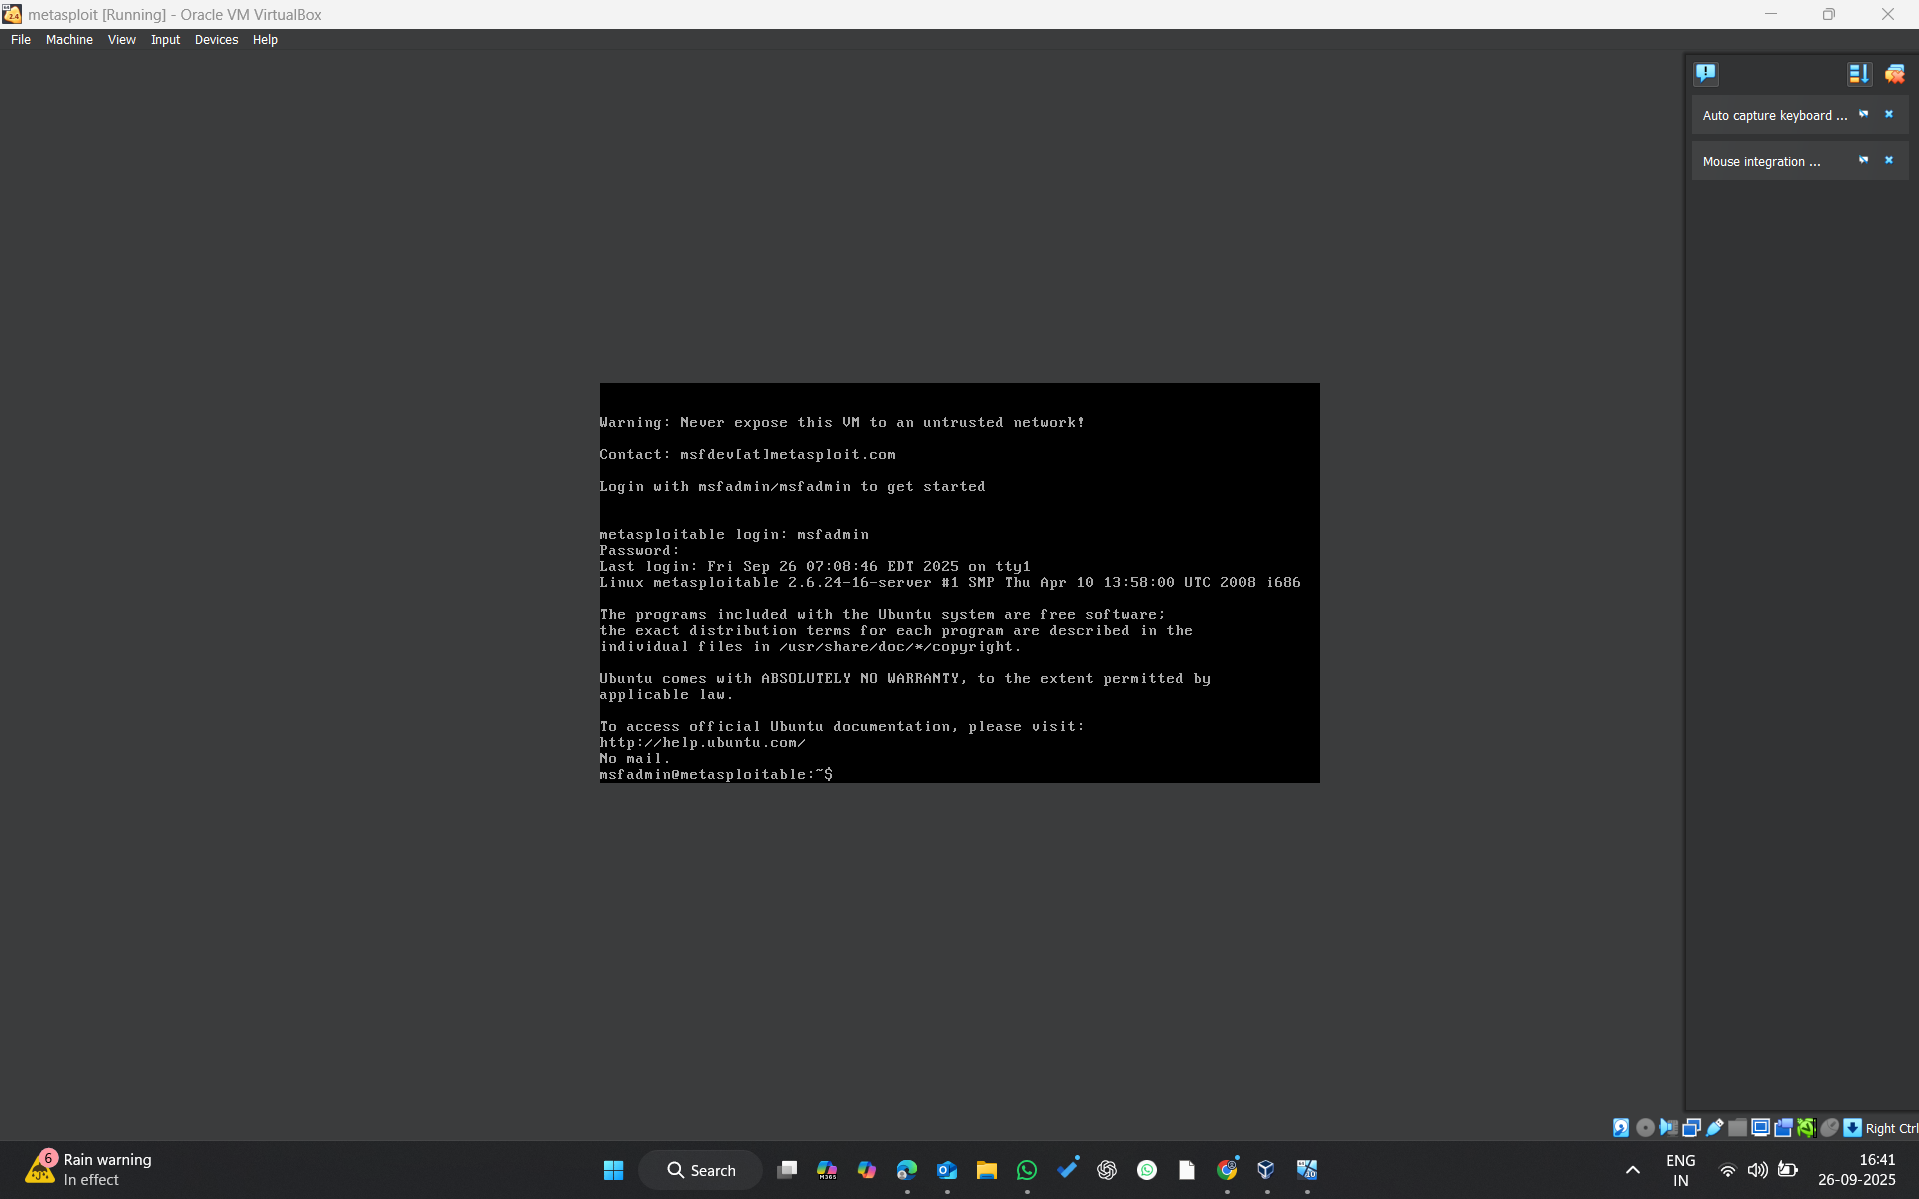 metasploit [Running] - Oracle VM VirtualBox
File Machine View Input Devices Help
Auto capture keyboard ...
Mouse integration ...
Warning: Never expose this VM to an untrusted network!
Contact: msfdev[at]metasploit.com
Login with msfadmin/msfadmin to get started
metasploitable login: msfadmin
Password:
Last login: Fri Sep 26 07:08:46 EDT 2025 on tty1
Linux metasploitable 2.6.24-16-server #1 SMP Thu Apr 10 13:58:00 UTC 2008 i686
The programs included with the Ubuntu system are free software;
the exact distribution terms for each program are described in the
individual files in /usr/share/doc/*/copyright.
Ubuntu comes with ABSOLUTELY NO WARRANTY, to the extent permitted by
applicable law.
To access official Ubuntu documentation, please visit:
http://help.ubuntu.com/
No mail.
msfadmin@metasploitable:~$
Right Ctrl
6
Rain warning
In effect
Search
M365
ENG
IN
16:41
26-09-2025